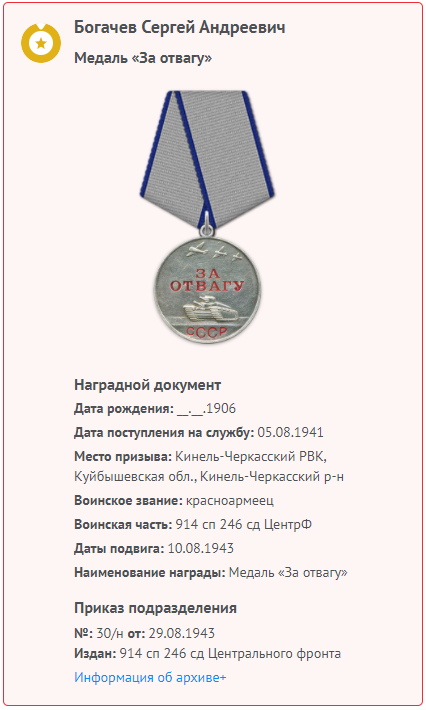 Богачев Сергей Андреевич
Медаль «За отвагу»
ЗА
ОТВАГУ
СССР
Наградной документ
Дата рождения: __.__.1906
Дата поступления на службу: 05.08.1941
Место призыва: Кинель-Черкасский РВК,
Куйбышевская обл., Кинель-Черкасский р-н
Воинское звание: красноармеец
Воинская часть: 914 сп 246 сд ЦентрФ
Даты подвига: 10.08.1943
Наименование награды: Медаль «За отвагу»
Приказ подразделения
№: 30/н от: 29.08.1943
Издан: 914 сп 246 сд Центрального фронта
Информация об архиве+